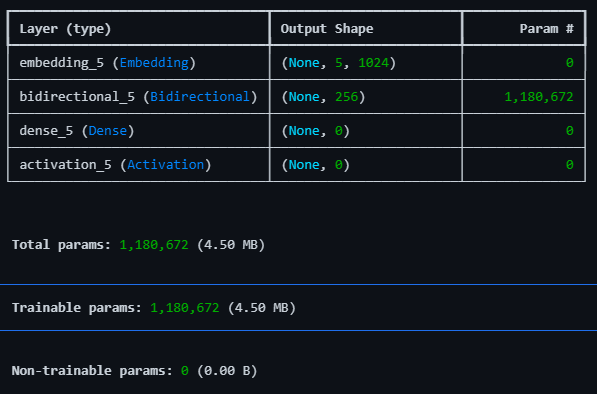 Layer (type) Output Shape Param #
embedding_5 (Embedding) (None, 5, 1024) 0
bidirectional_5 (Bidirectional) (None, 256) 1,180,672
dense_5 (Dense) (None, 0) 0
activation_5 (Activation) (None, 0) 0
Total params: 1,180,672 (4.50 MB)
Trainable params: 1,180,672 (4.50 MB)
Non-trainable params: 0 (0.00 B)